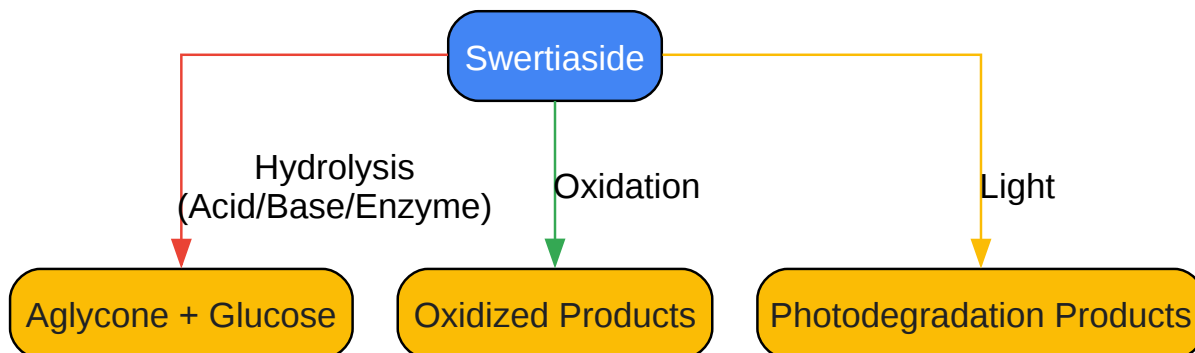 Swertiaside
Hydrolysis
(Acid/Base/Enzyme)
Oxidation
Light
Aglycone + Glucose
Oxidized Products
Photodegradation Products